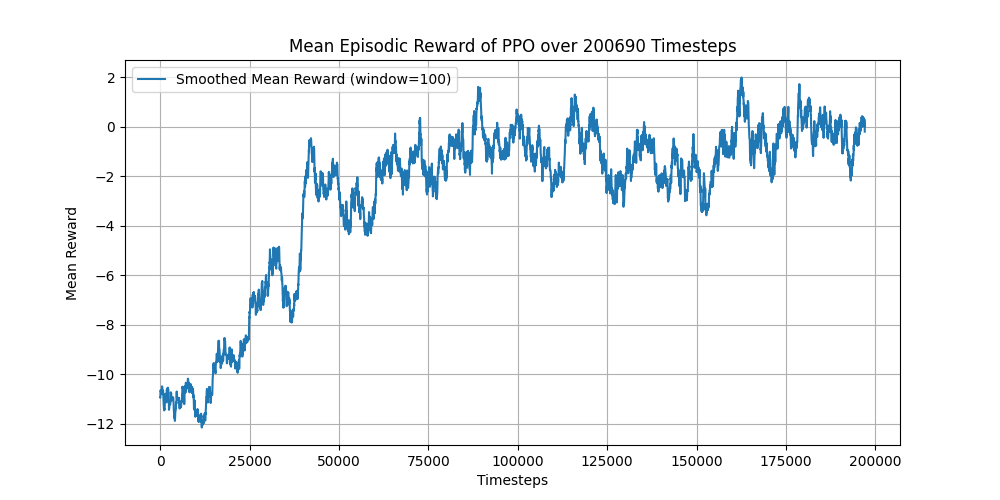 Mean Episodic Reward of PPO over 200690 Timesteps
Smoothed Mean Reward (window=100)
Mean Reward
2
0
−2
−4
−6
−8
−10
−12
0 25000 50000 75000 100000 125000 150000 175000 200000
Timesteps